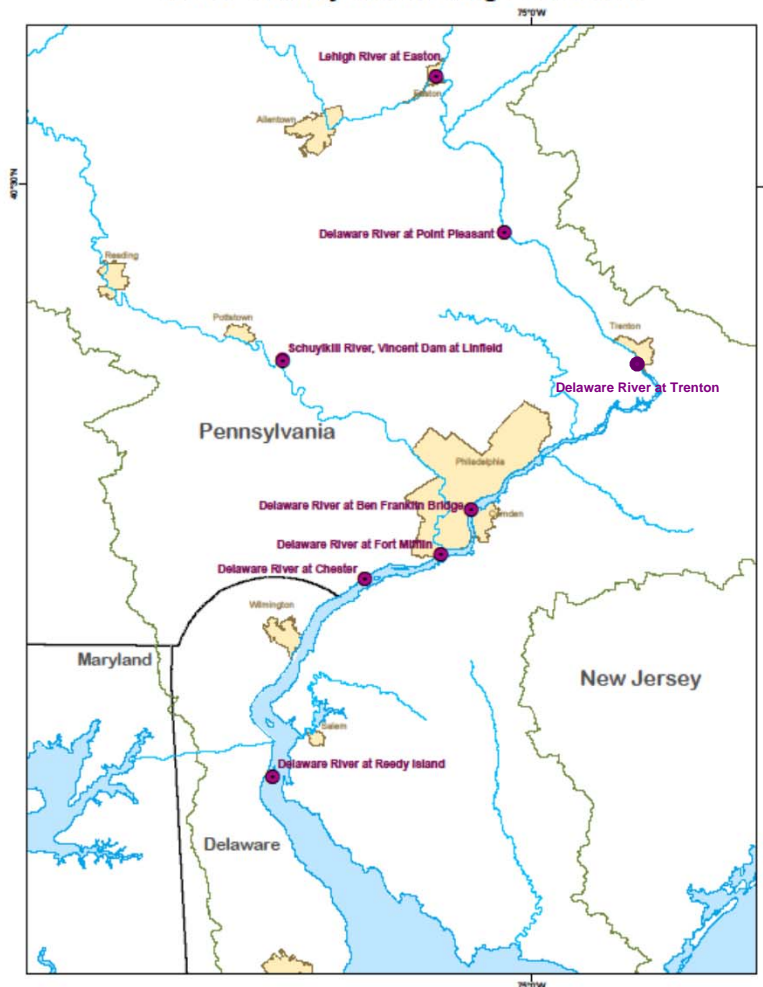 75°0'W
Lehigh River at Easton
Easton
Allentown
40°30'N
Delaware River at Point Pleasant
Reading
Pottstown
Trenton
Schuylkill River, Vincent Dam at Linfield
Delaware River at Trenton
Pennsylvania
Philadelphia
Delaware River at Ben Franklin Bridge
Camden
Delaware River at Fort Mifflin
Delaware River at Chester
Wilmington
Maryland
New Jersey
Salem
Delaware River at Reedy Island
Delaware
75°0'W